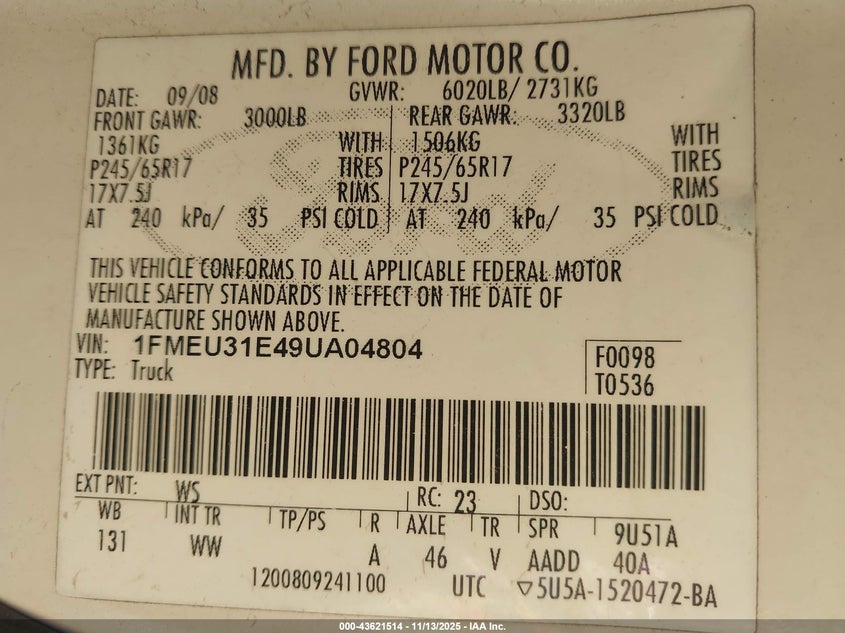 MFD. BY FORD MOTOR CO.
DATE: 09/08 GVWR: 6020LB/ 2731KG
FRONT GAWR: 3000LB REAR GAWR: 3320LB
1361KG WITH 1506KG WITH
P245/65R17 TIRES P245/65R17 TIRES
17X7.5J RIMS 17X7.5J RIMS
AT 240 kPa/ 35 PSI COLD AT 240 kPa/ 35 PSI COLD
THIS VEHICLE CONFORMS TO ALL APPLICABLE FEDERAL MOTOR
VEHICLE SAFETY STANDARDS IN EFFECT ON THE DATE OF
MANUFACTURE SHOWN ABOVE.
VIN: 1FMEU31E49UA04804 F0098
TYPE: Truck T0536
EXT PNT: WS RC: 23 DSO:
WB INT TR TP/PS R AXLE TR SPR 9U51A
131 WW A 46 V AADD 40A
1200809241100 UTC ▽5U5A-1520472-BA
000-43621514 | 11/13/2025 - IAA Inc.